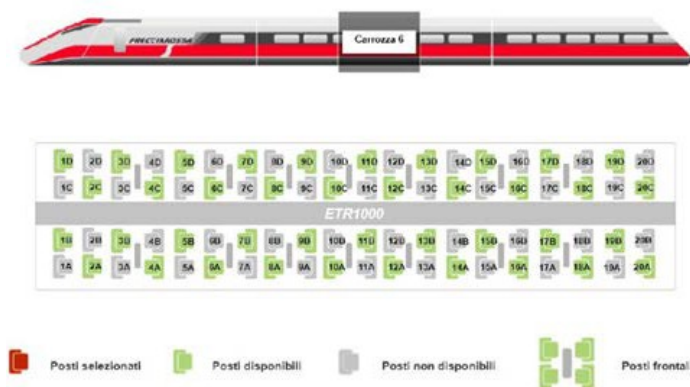 FRECCIAROSSA
Carrozza 6
1D 2D 3D 4D 5D 6D 7D 8D 9D 10D 11D 12D 13D 14D 15D 16D 17D 18D 19D 20D
1C 2C 3C 4C 5C 6C 7C 8C 9C 10C 11C 12C 13C 14C 15C 16C 17C 18C 19C 20C
ETR1000
1B 2B 3B 4B 5B 6B 7B 8B 9B 10B 11B 12B 13B 14B 15B 16B 17B 18B 19B 20B
1A 2A 3A 4A 5A 6A 7A 8A 9A 10A 11A 12A 13A 14A 15A 16A 17A 18A 19A 20A
Posti selezionati Posti disponibili Posti non disponibili Posti frontali